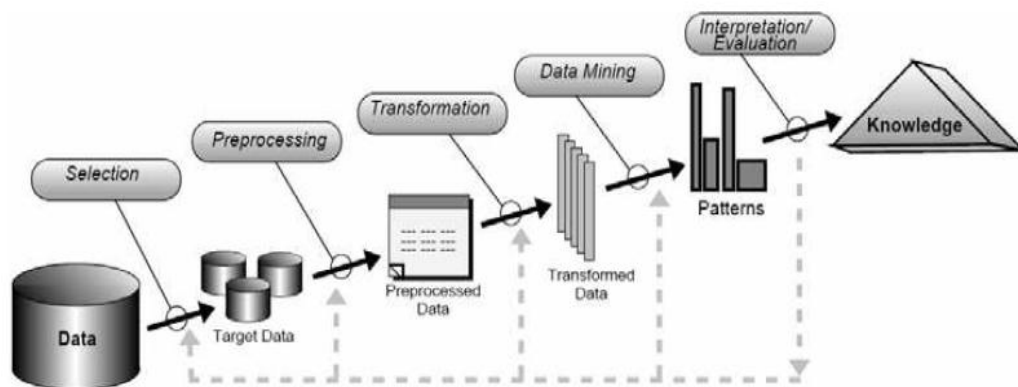 Interpretation/
Evaluation
Data Mining
Transformation
Preprocessing
Selection
Knowledge
Patterns
Transformed
Data
Preprocessed
Data
Target Data
Data